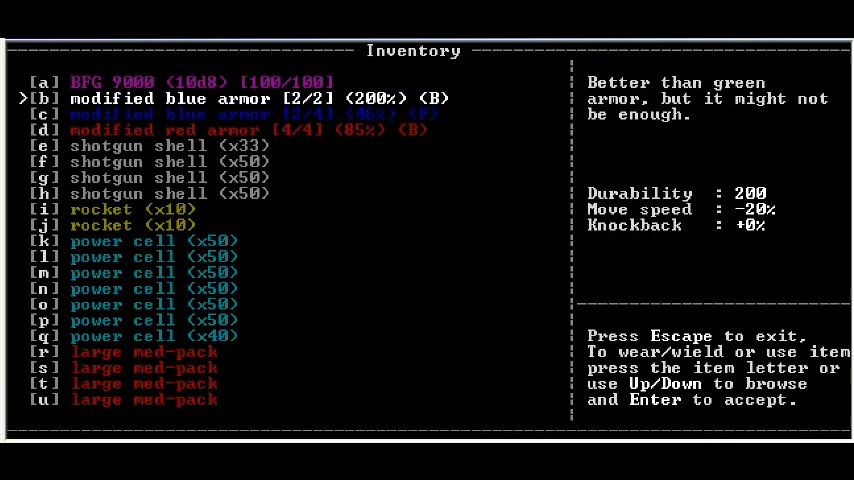 Inventory
[a] BFG 9000 (10d8) [100/100]
>[b] modified blue armor [2/2] (200%) (B)
[c] modified blue armor [2/4] (46%) (P)
[d] modified red armor [4/4] (85%) (B)
[e] shotgun shell (x33)
[f] shotgun shell (x50)
[g] shotgun shell (x50)
[h] shotgun shell (x50)
[i] rocket (x10)
[j] rocket (x10)
[k] power cell (x50)
[l] power cell (x50)
[m] power cell (x50)
[n] power cell (x50)
[o] power cell (x50)
[p] power cell (x50)
[q] power cell (x40)
[r] large med-pack
[s] large med-pack
[t] large med-pack
[u] large med-pack
Better than green
armor, but it might not
be enough.
Durability : 200
Move speed : -20%
Knockback : +0%
Press Escape to exit,
To wear/wield or use item
press the item letter or
use Up/Down to browse
and Enter to accept.